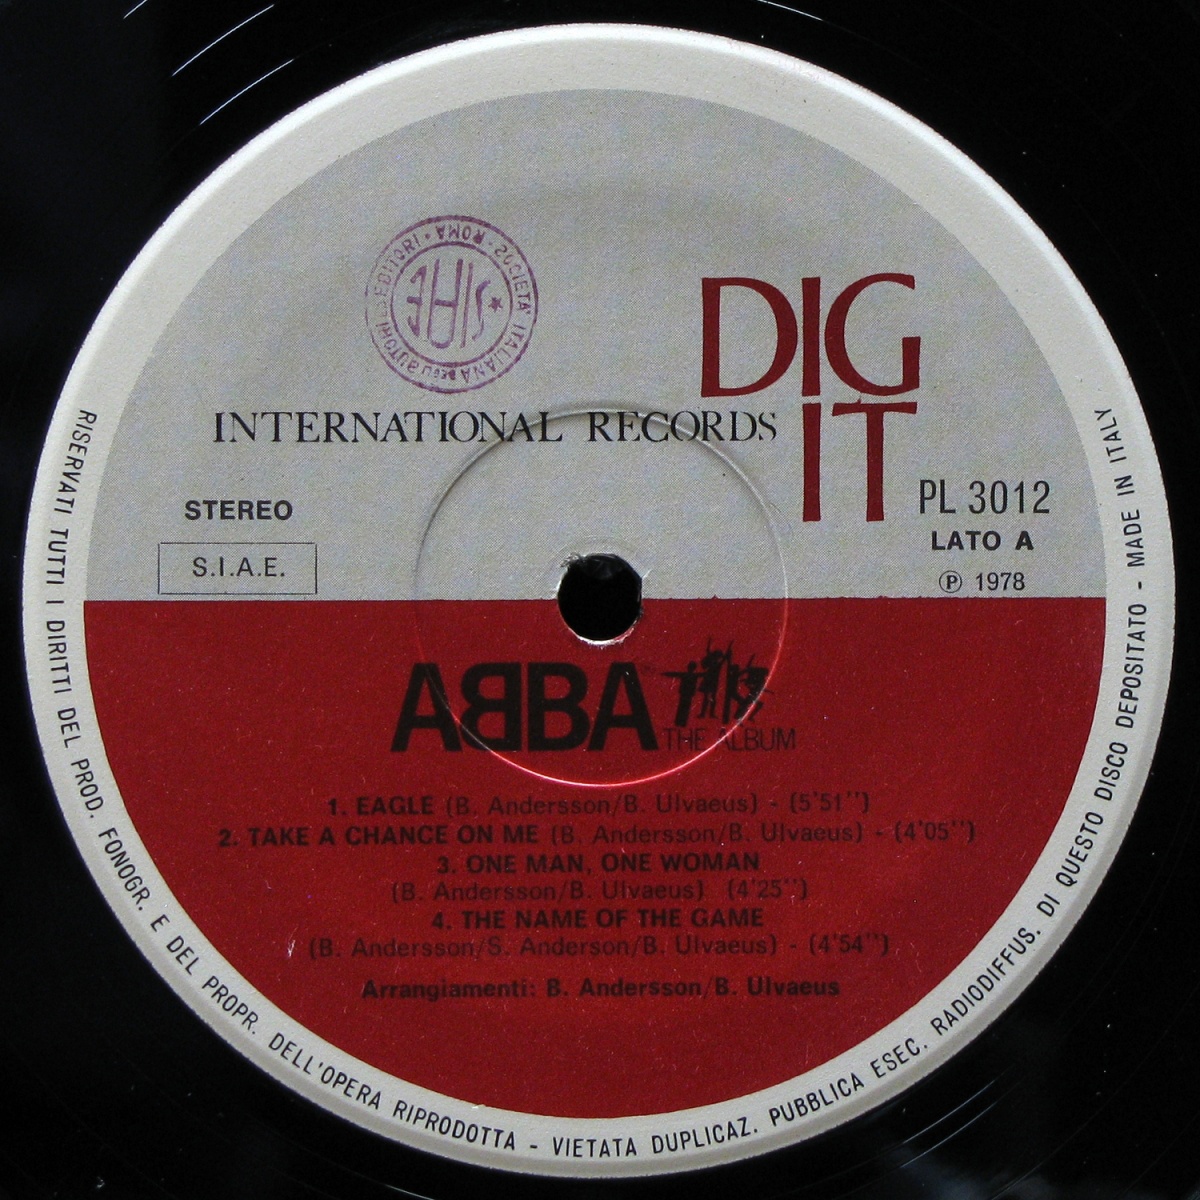 SOCIETA' ITALIANA DEGLI AUTORI ED EDITORI · ROMA ·
SIAE
DIG
IT
INTERNATIONAL RECORDS
PL 3012
STEREO
LATO A
S.I.A.E.
Ⓟ 1978
ABBA
THE ALBUM
1. EAGLE (B. Andersson/B. Ulvaeus) - (5'51'')
2. TAKE A CHANCE ON ME (B. Andersson/B. Ulvaeus) - (4'05'')
3. ONE MAN, ONE WOMAN
(B. Andersson/B. Ulvaeus) (4'25'')
4. THE NAME OF THE GAME
(B. Andersson/S. Anderson/B. Ulvaeus) - (4'54'')
Arrangiamenti: B. Andersson/B. Ulvaeus
RISERVATI TUTTI I DIRITTI DEL PROD. FONOGR. E DEL PROPR. DELL'OPERA RIPRODOTTA - VIETATA DUPLICAZ. PUBBLICA ESEC. RADIODIFFUS. DI QUESTO DISCO DEPOSITATO - MADE IN ITALY